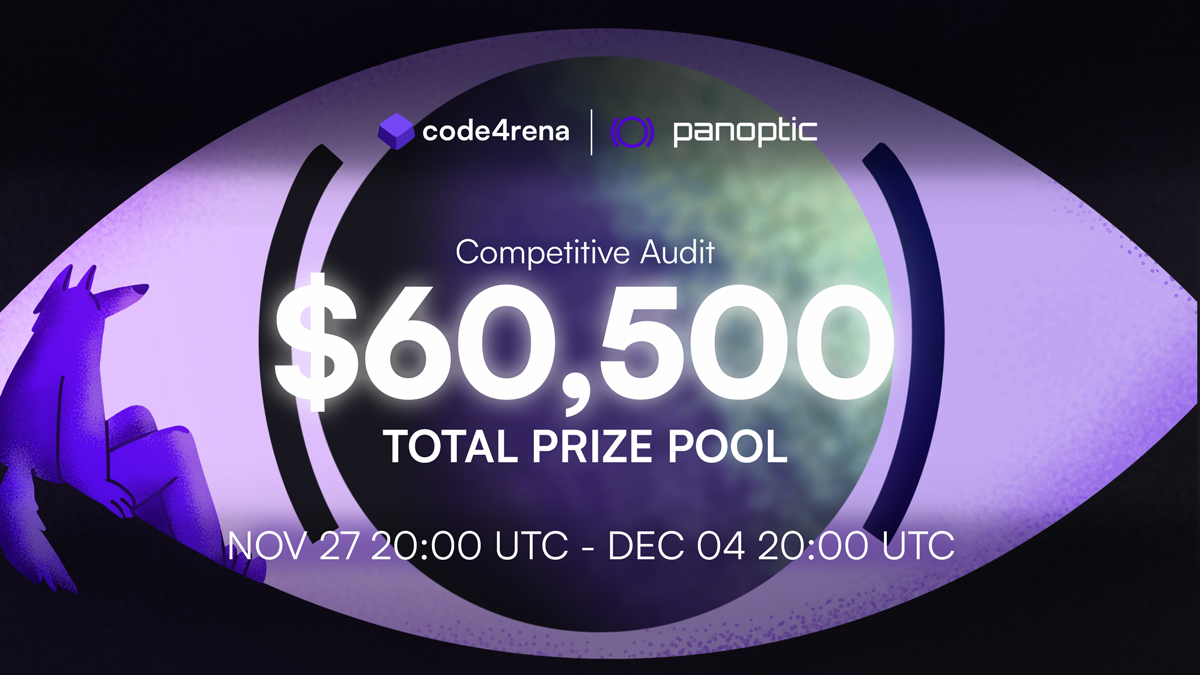 code4rena | panoptic
Competitive Audit
$60,500
TOTAL PRIZE POOL
NOV 27 20:00 UTC - DEC 04 20:00 UTC